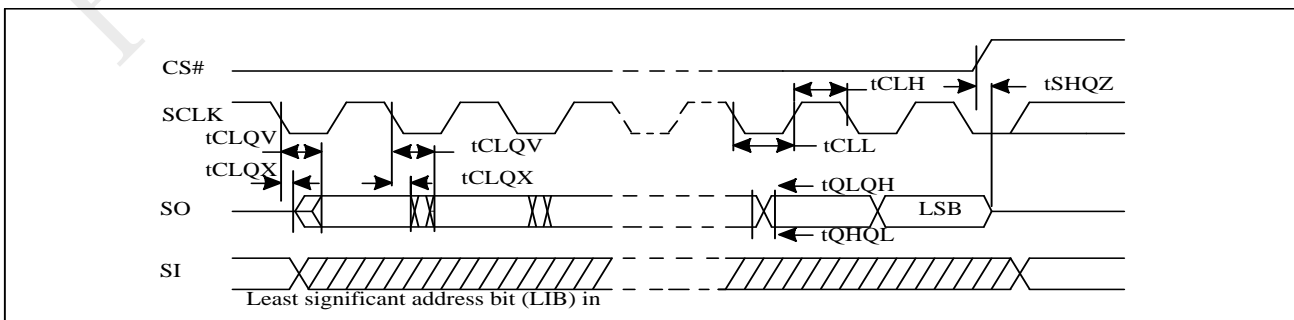 CS#
tCLH
tSHQZ
SCLK
tCLQV
tCLQV
tCLL
tCLQX
tCLQX
tQLQH
SO
LSB
tQHQL
SI
Least significant address bit (LIB) in